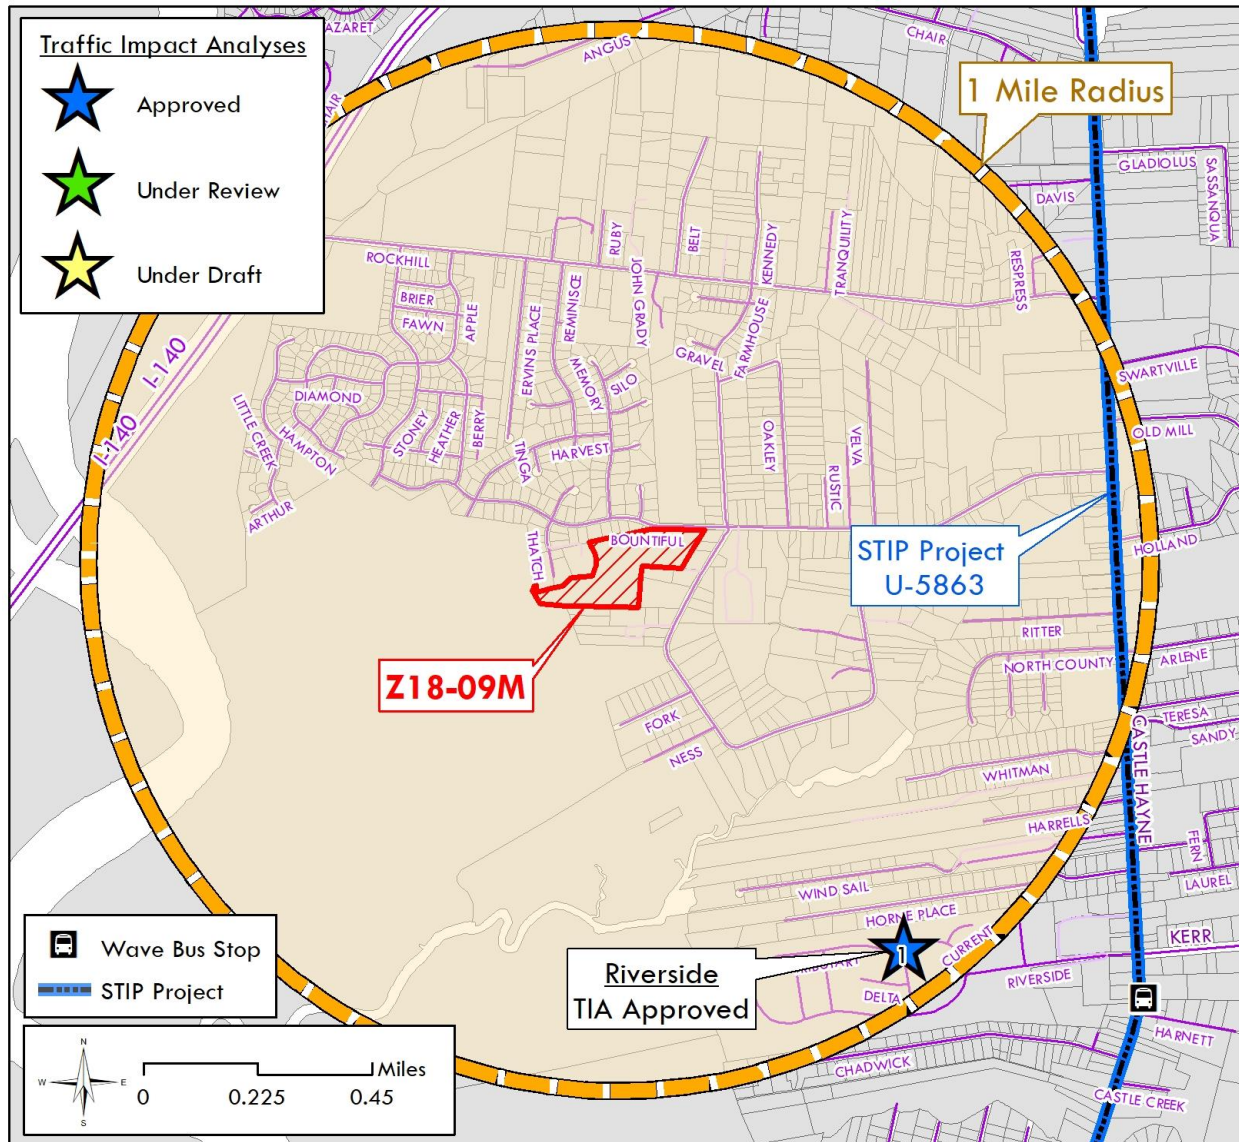 Traffic Impact Analyses
Approved
Under Review
Under Draft
AZARET
CHAIR
ANGUS
CHAIR
1 Mile Radius
GLADIOLUS
SASSANQUA
DAVIS
RESPRESS
ROCKHILL
RUBY
JOHN GRADY
BELT
KENNEDY
TRANQUILITY
BRIER
FAWN
APPLE
ERVINS PLACE
REMINISCE
MEMORY
SILO
GRAVEL
FARMHOUSE
SWARTVILLE
OLD MILL
I-140
I-140
DIAMOND
LITTLE CREEK
HAMPTON
STONEY
HEATHER
BERRY
TINGA
HARVEST
OAKLEY
RUSTIC
VELVA
ARTHUR
THATCH
BOUNTIFUL
STIP Project
U-5863
HOLLAND
RITTER
NORTH COUNTY
ARLENE
Z18-09M
FORK
NESS
TERESA
SANDY
CASTLE HAYNE
WHITMAN
HARRELLS
FERN
LAUREL
WIND SAIL
HORNE PLACE
1
CURRENT
KERR
RIVERSIDE
DELTA
Riverside
TIA Approved
HARNETT
CHADWICK
CASTLE CREEK
Wave Bus Stop
STIP Project
N
W E
S
Miles
0 0.225 0.45